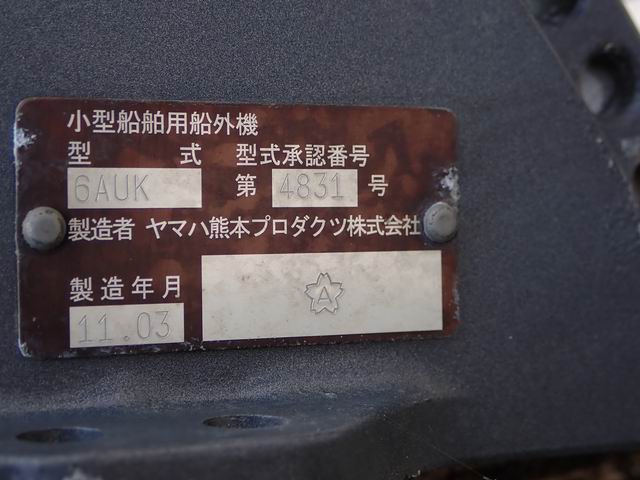 小型船舶用船外機
型 式 型式承認番号
6AUK 第 4831 号
製造者 ヤマハ熊本プロダクツ株式会社
製造年月
11.03 A